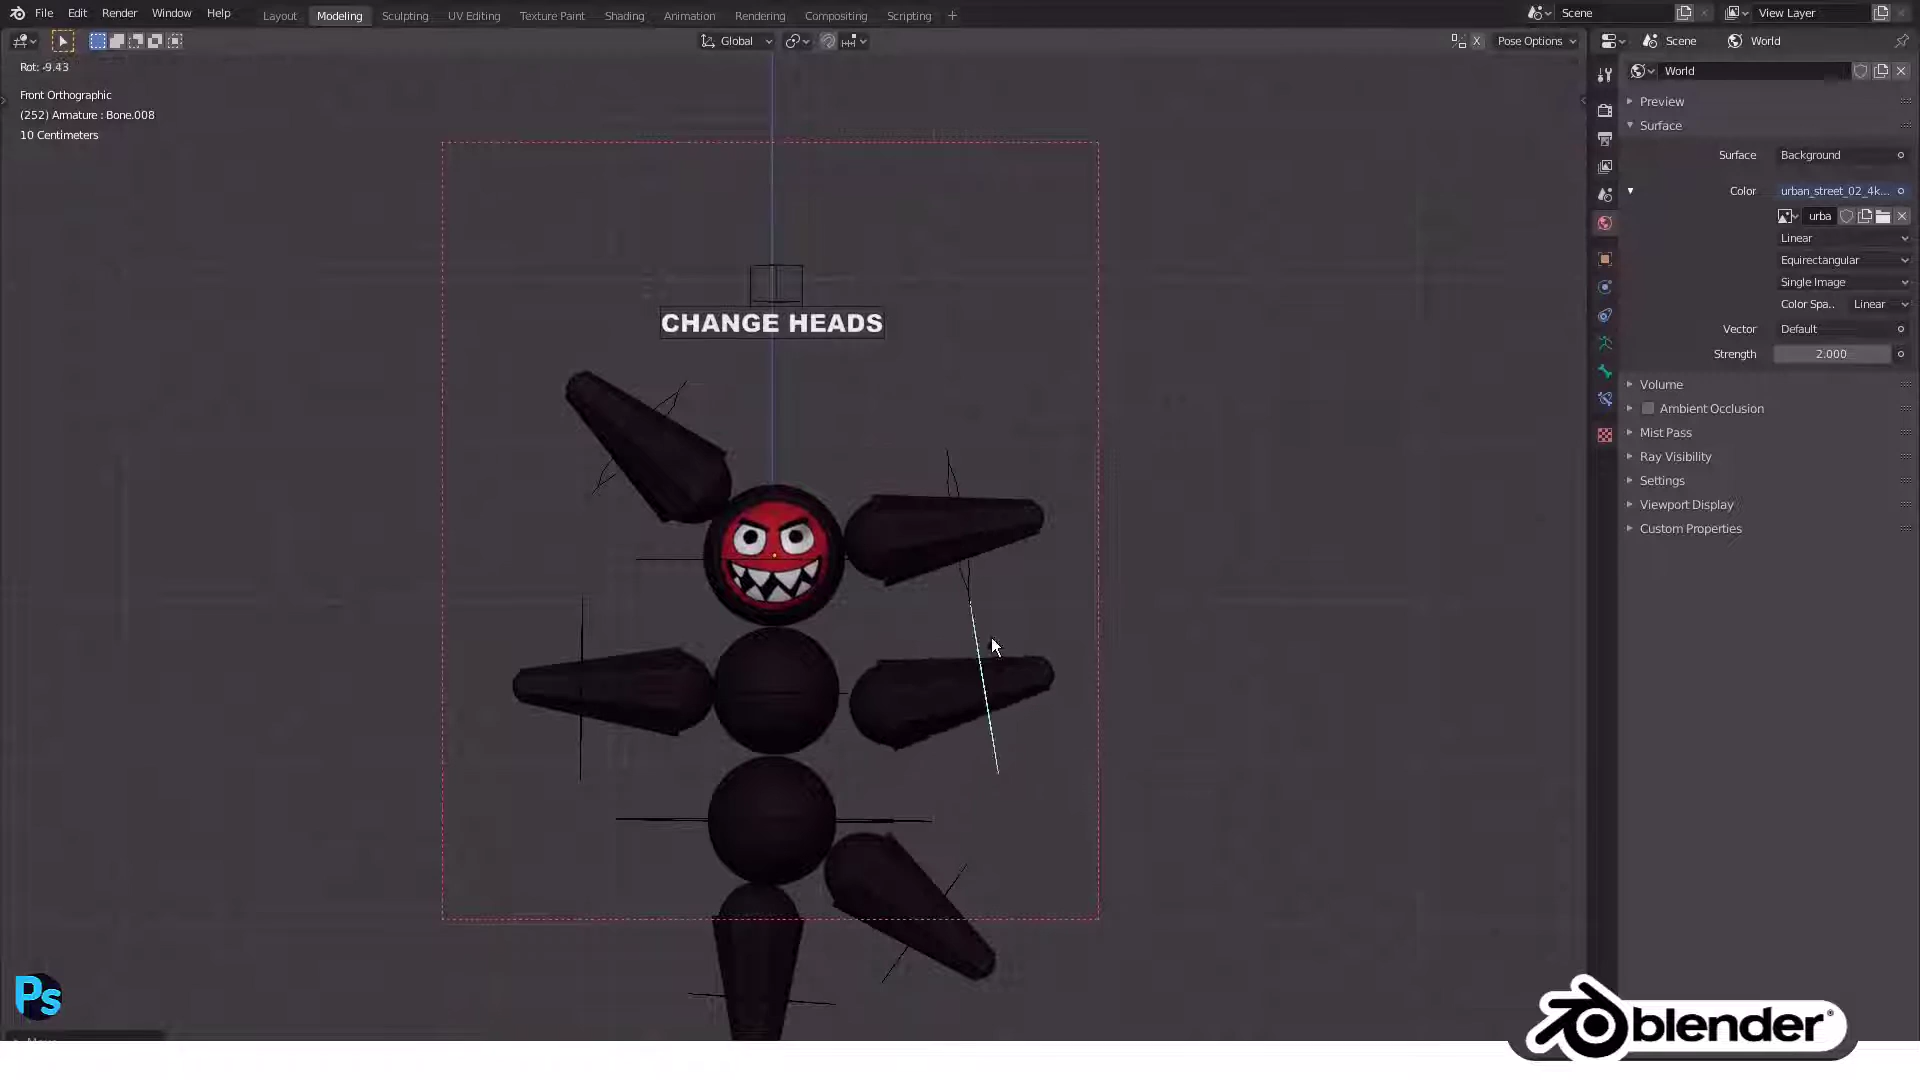 File Edit Render Window Help
Layout Modeling Sculpting UV Editing Texture Paint Shading Animation Rendering Compositing Scripting +
Scene
View Layer
Global
X
Pose Options
Scene
World
Rot: -9.43
World
Front Orthographic
(252) Armature : Bone.008
10 Centimeters
Preview
Surface
Surface Background
Color urban_street_02_4k...
urba
Linear
Equirectangular
Single Image
Color Spa.. Linear
Vector Default
Strength 2.000
Volume
Ambient Occlusion
Mist Pass
Ray Visibility
Settings
Viewport Display
Custom Properties
CHANGE HEADS
Ps
blender®